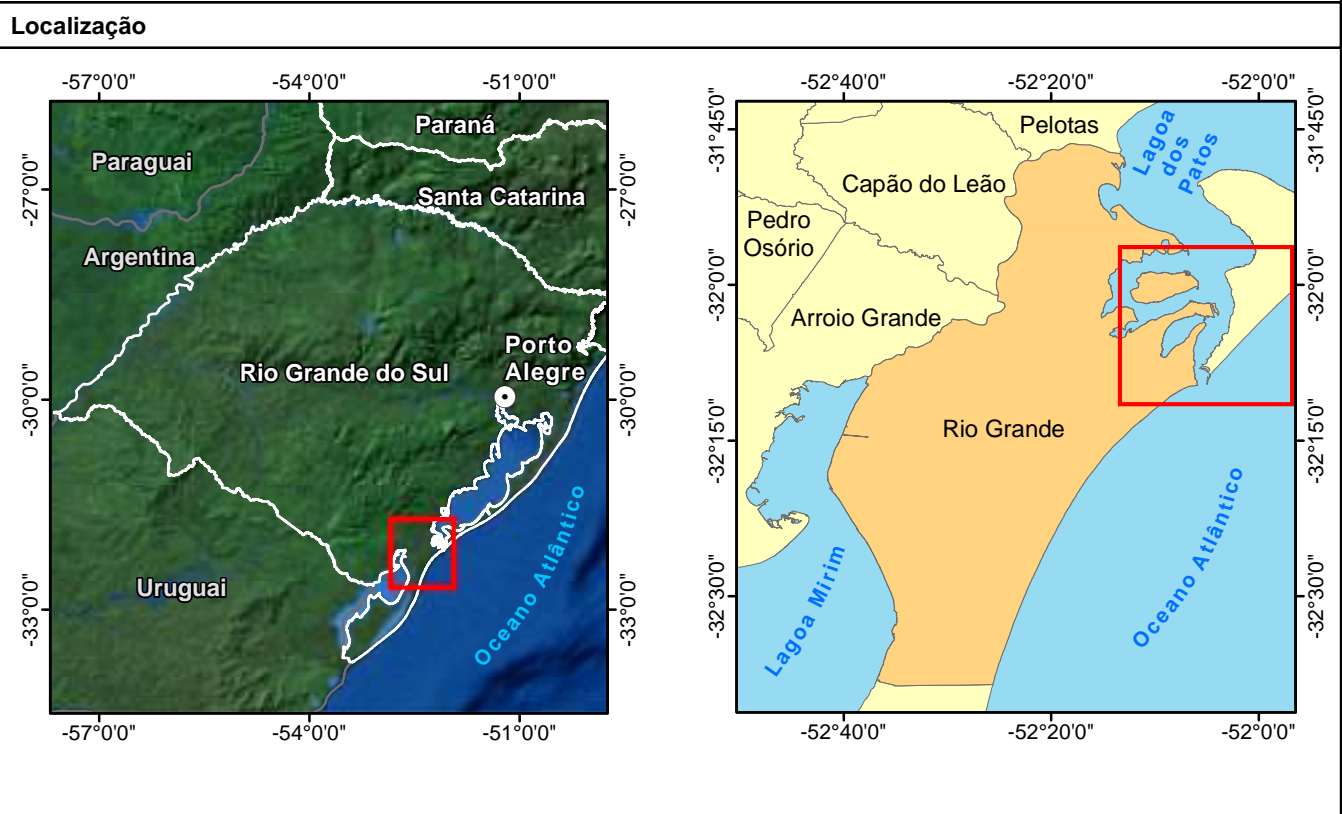 Localização
-57°0'0"
-54°0'0"
-51°0'0"
-27°0'0"
-30°0'0"
-33°0'0"
Paraná
Paraguai
Santa Catarina
Argentina
Porto
Alegre
Rio Grande do Sul
Uruguai
Oceano Atlântico
-27°0'0"
-30°0'0"
-33°0'0"
-57°0'0"
-54°0'0"
-51°0'0"
-52°40'0"
-52°20'0"
-52°0'0"
-31°45'0"
-32°0'0"
-32°15'0"
-32°30'0"
Pelotas
Lagoa
dos
Patos
Capão do Leão
Pedro
Osório
Arroio Grande
Rio Grande
Lagoa Mirim
Oceano Atlântico
-31°45'0"
-32°0'0"
-32°15'0"
-32°30'0"
-52°40'0"
-52°20'0"
-52°0'0"